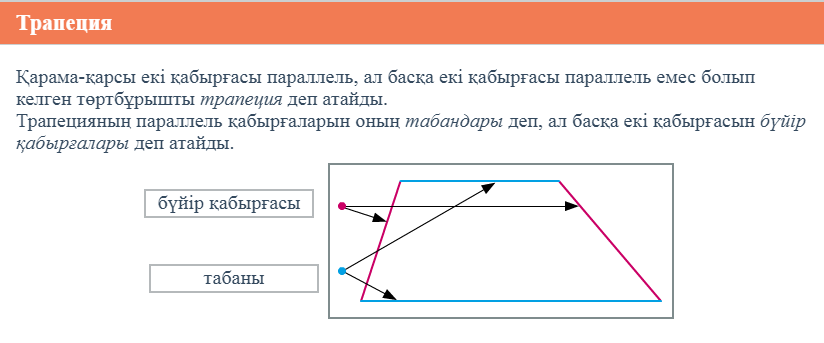 Трапеция
Қарама-қарсы екі қабырғасы параллель, ал басқа екі қабырғасы параллель емес болып
келген төртбұрышты трапеция деп атайды.
Трапецияның параллель қабырғаларын оның табандары деп, ал басқа екі қабырғасын бүйір
қабырғалары деп атайды.
бүйір қабырғасы
табаны